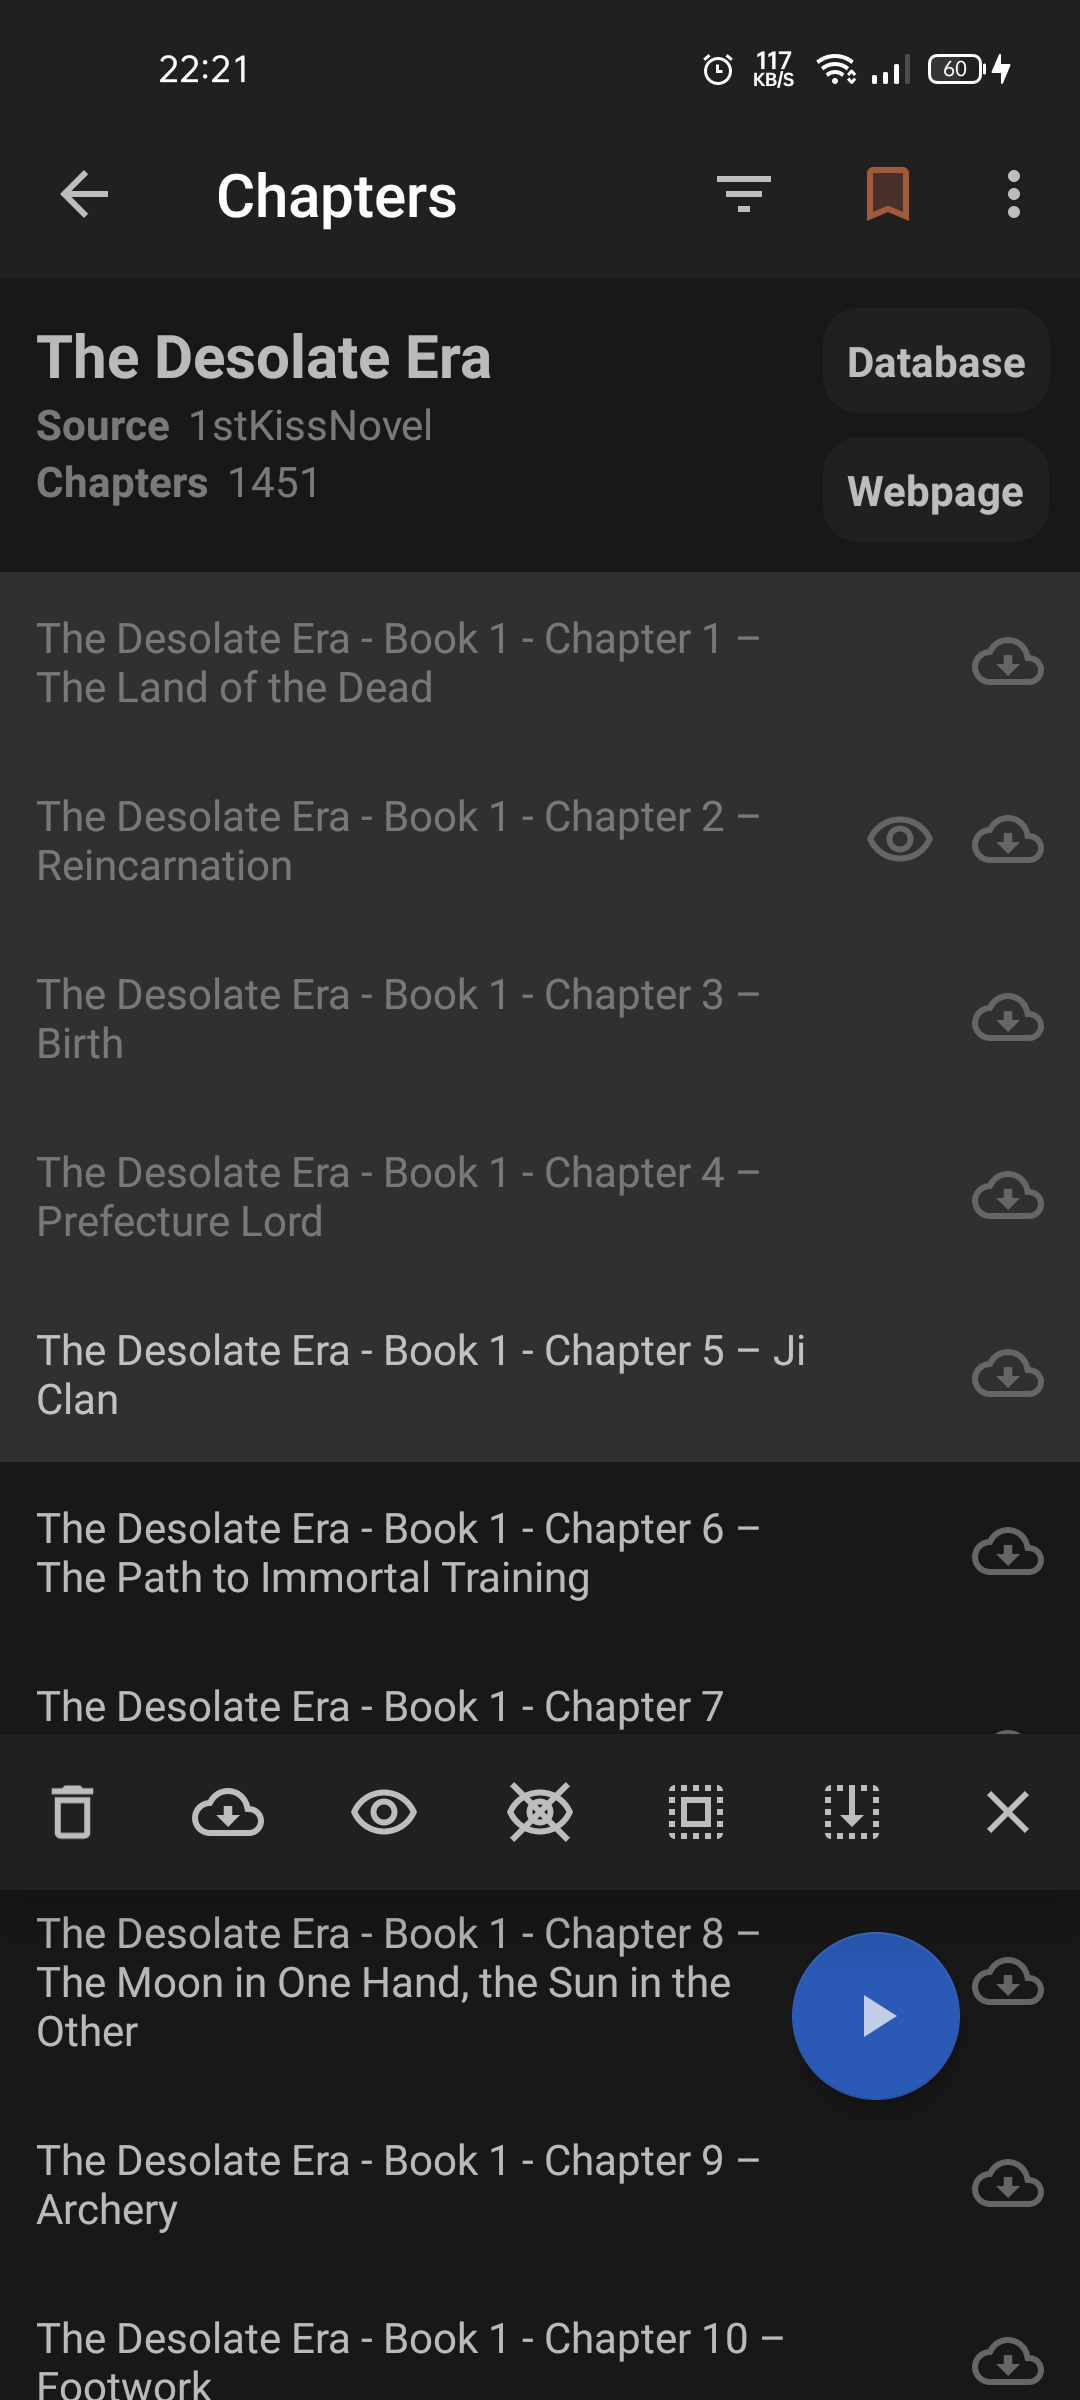 22:21
117
KB/S
60
Chapters
The Desolate Era
Database
Source 1stKissNovel
Chapters 1451
Webpage
The Desolate Era - Book 1 - Chapter 1 –
The Land of the Dead
The Desolate Era - Book 1 - Chapter 2 –
Reincarnation
The Desolate Era - Book 1 - Chapter 3 –
Birth
The Desolate Era - Book 1 - Chapter 4 –
Prefecture Lord
The Desolate Era - Book 1 - Chapter 5 – Ji
Clan
The Desolate Era - Book 1 - Chapter 6 –
The Path to Immortal Training
The Desolate Era - Book 1 - Chapter 7
The Desolate Era - Book 1 - Chapter 8 –
The Moon in One Hand, the Sun in the
Other
The Desolate Era - Book 1 - Chapter 9 –
Archery
The Desolate Era - Book 1 - Chapter 10 –
Footwork